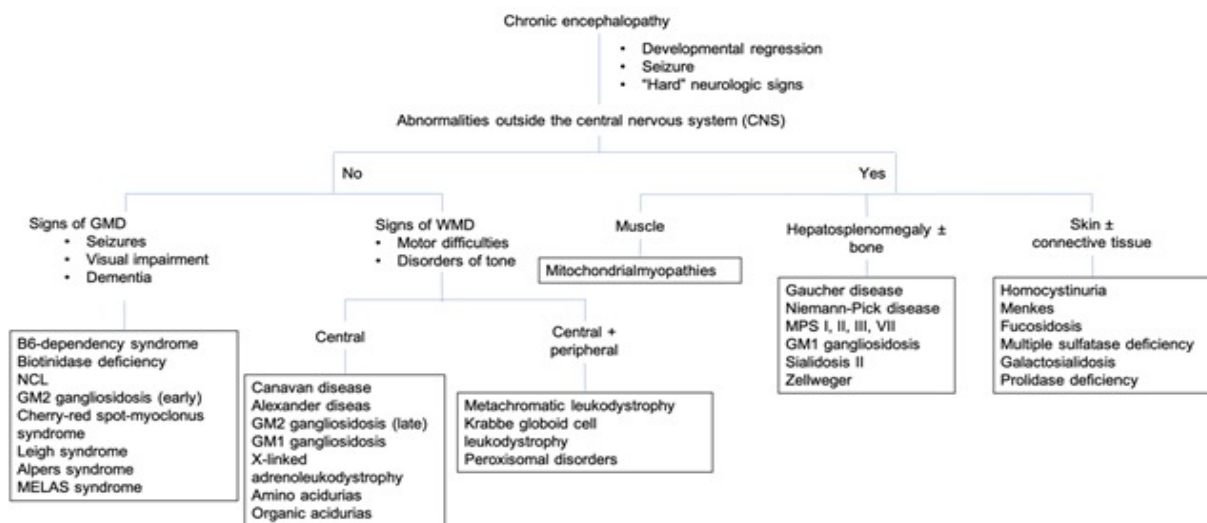 Chronic encephalopathy
• Developmental regression
• Seizure
• "Hard" neurologic signs
Abnormalities outside the central nervous system (CNS)
No
Yes
Signs of GMD
• Seizures
• Visual impairment
• Dementia
Signs of WMD
• Motor difficulties
• Disorders of tone
Muscle
Hepatosplenomegaly ±
bone
Skin ±
connective tissue
Mitochondrialmyopathies
Gaucher disease
Niemann-Pick disease
MPS I, II, III, VII
GM1 gangliosidosis
Sialidosis II
Zellweger
Homocystinuria
Menkes
Fucosidosis
Multiple sulfatase deficiency
Galactosialidosis
Prolidase deficiency
B6-dependency syndrome
Biotinidase deficiency
NCL
GM2 gangliosidosis (early)
Cherry-red spot-myoclonus
syndrome
Leigh syndrome
Alpers syndrome
MELAS syndrome
Central
Central +
peripheral
Canavan disease
Alexander diseas
GM2 gangliosidosis (late)
GM1 gangliosidosis
X-linked
adrenoleukodystrophy
Amino acidurias
Organic acidurias
Metachromatic leukodystrophy
Krabbe globoid cell
leukodystrophy
Peroxisomal disorders